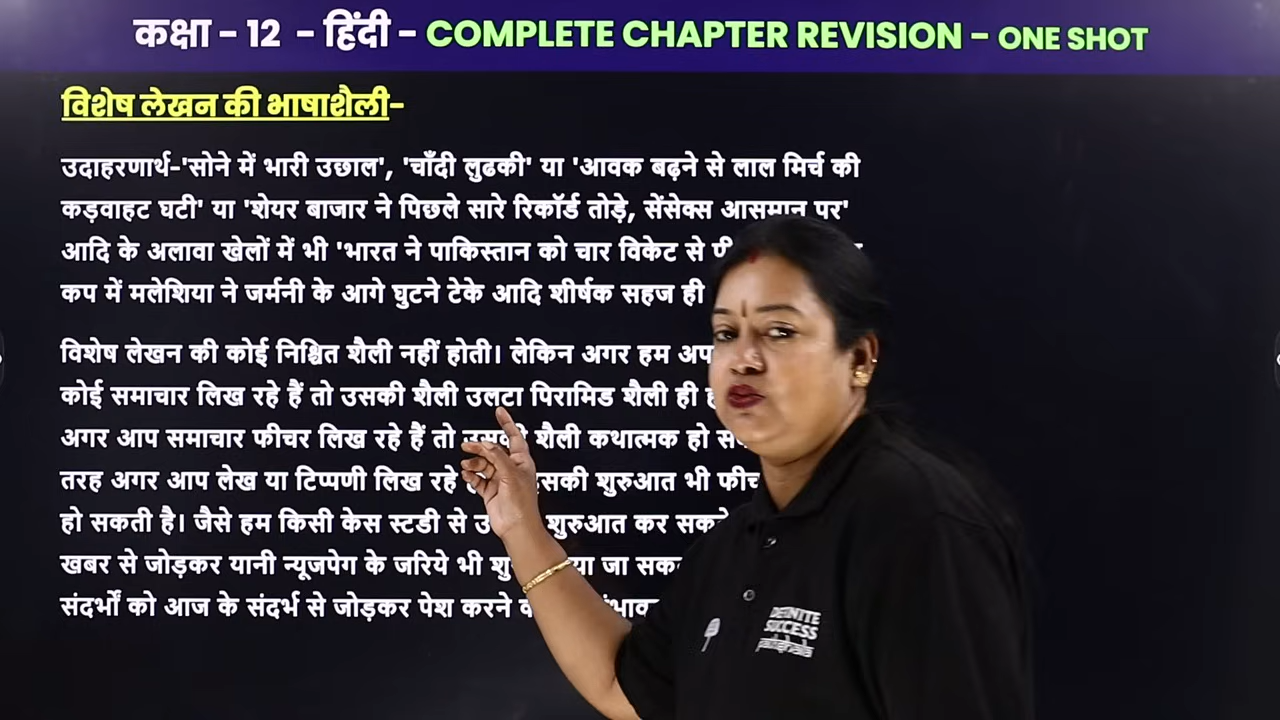 कक्षा - 12 - हिंदी - COMPLETE CHAPTER REVISION - ONE SHOT
विशेष लेखन की भाषाशैली-
उदाहरणार्थ-'सोने में भारी उछाल', 'चाँदी लुढकी' या 'आवक बढ़ने से लाल मिर्च की
कड़वाहट घटी' या 'शेयर बाजार ने पिछले सारे रिकॉर्ड तोड़े, सेंसेक्स आसमान पर'
आदि के अलावा खेलों में भी 'भारत ने पाकिस्तान को चार विकेट से
कप में मलेशिया ने जर्मनी के आगे घुटने टेके आदि शीर्षक सहज ही
विशेष लेखन की कोई निश्चित शैली नहीं होती। लेकिन अगर हम
कोई समाचार लिख रहे हैं तो उसकी शैली उलटा पिरामिड शैली ही
अगर आप समाचार फीचर लिख रहे हैं तो उसकी शैली कथात्मक हो
तरह अगर आप लेख या टिप्पणी लिख रहे इसकी शुरुआत भी
हो सकती है। जैसे हम किसी केस स्टडी से शुरुआत कर
खबर से जोड़कर यानी न्यूजपेग के जरिये भी जा
संदर्भों को आज के संदर्भ से जोड़कर पेश करने
DEFINITE
SUCCESS